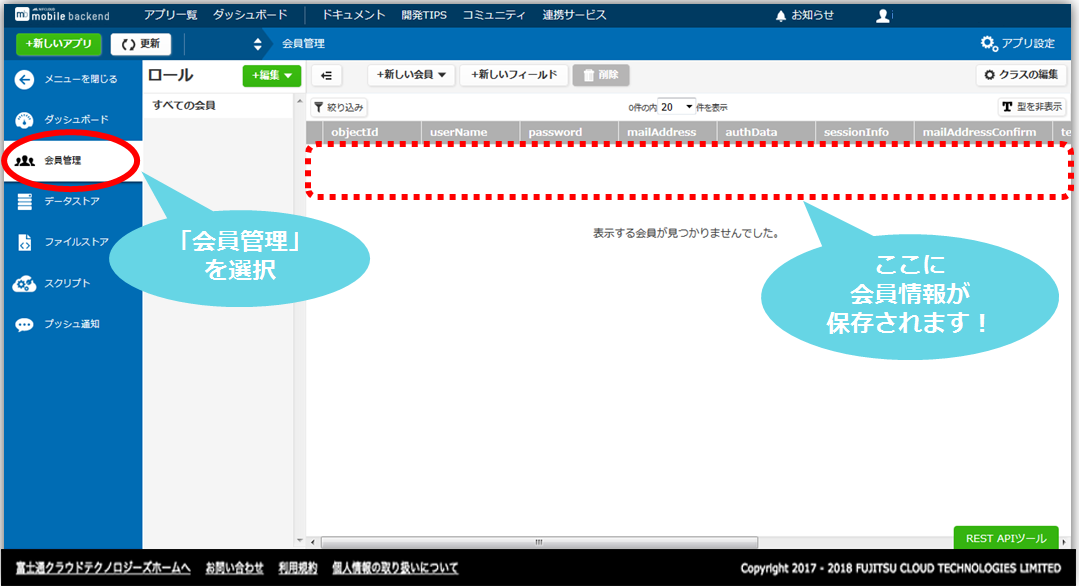 mobile backend
アプリ一覧 ダッシュボード ドキュメント 開発TIPS コミュニティ 連携サービス お知らせ
+新しいアプリ 更新 会員管理 アプリ設定
メニューを閉じる
ダッシュボード
会員管理
データストア
ファイルストア
スクリプト
プッシュ通知
ロール +編集
すべての会員
+新しい会員 +新しいフィールド 削除 クラスの編集
絞り込み 0件の内 20 件を表示 型を非表示
objectId userName password mailAddress authData sessionInfo mailAddressConfirm te
表示する会員が見つかりませんでした。
「会員管理」
を選択
ここに
会員情報が
保存されます！
REST APIツール
富士通クラウドテクノロジーズホームへ お問い合わせ 利用規約 個人情報の取り扱いについて
Copyright 2017 - 2018 FUJITSU CLOUD TECHNOLOGIES LIMITED